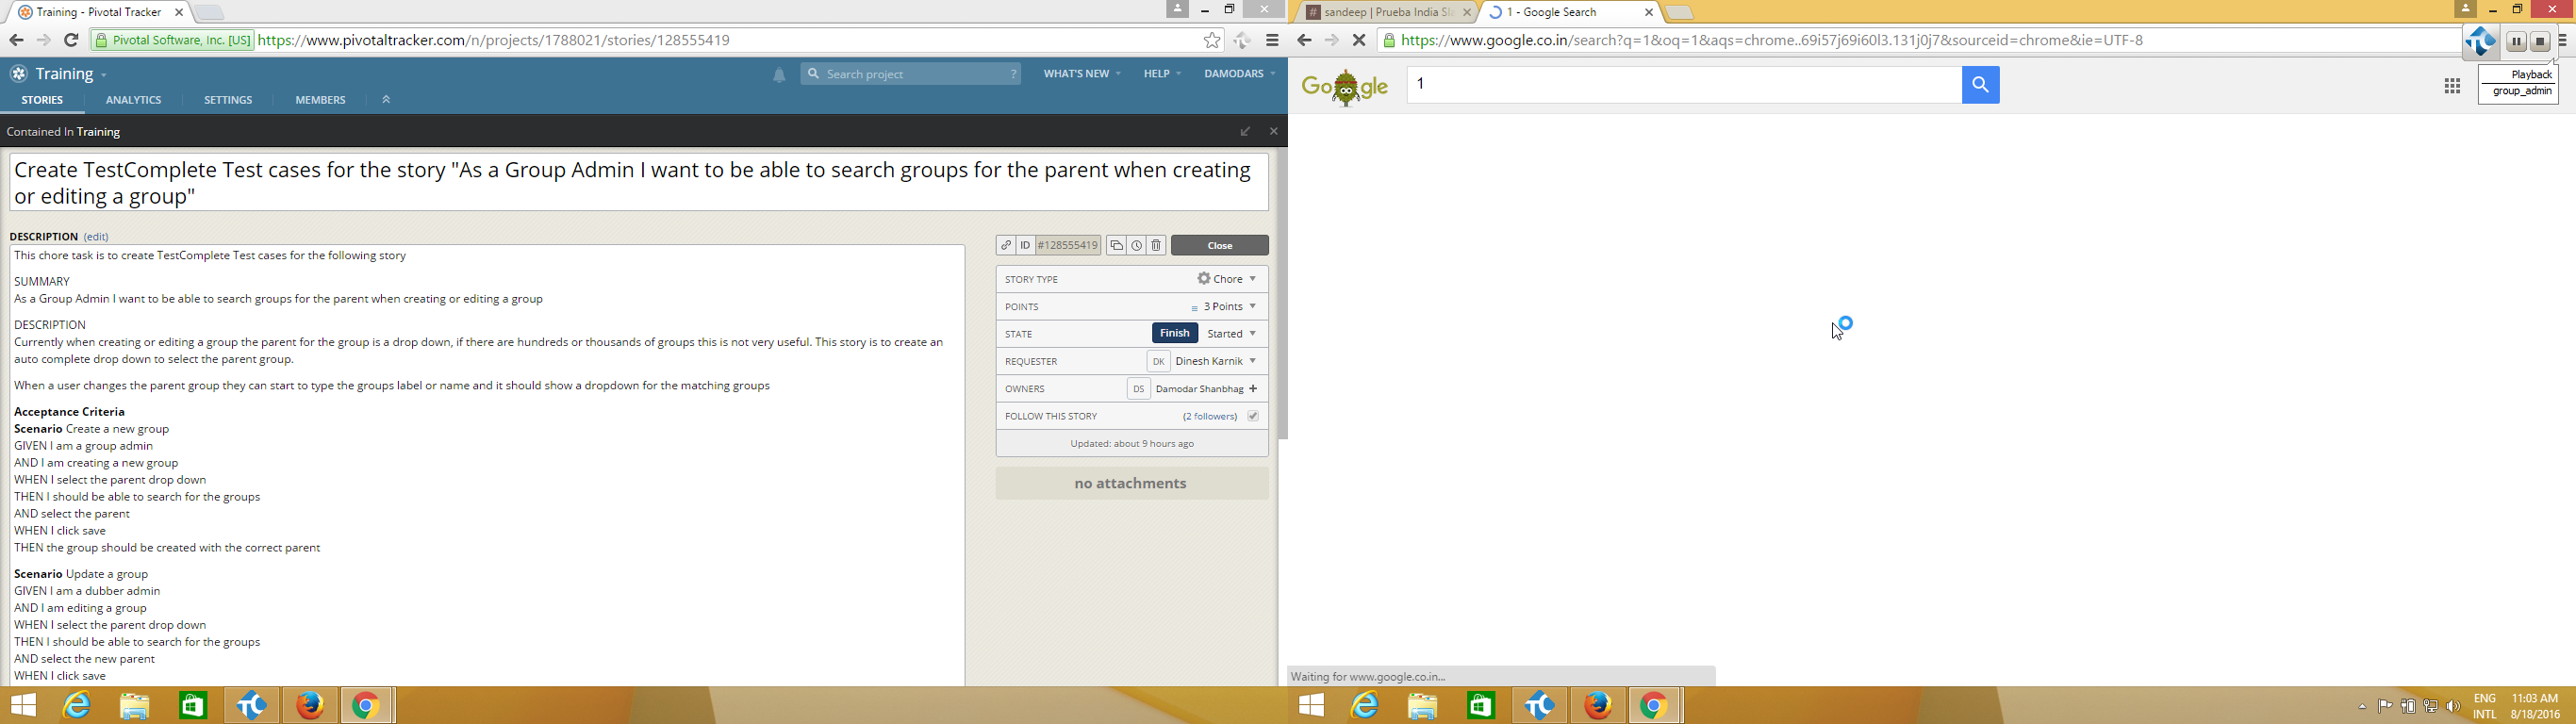 Training - Pivotal Tracker
Pivotal Software, Inc. [US]
https://www.pivotaltracker.com/n/projects/1788021/stories/128555419
Training
Search project
?
WHAT'S NEW
HELP
DAMODARS
STORIES
ANALYTICS
SETTINGS
MEMBERS
Contained In Training
Create TestComplete Test cases for the story "As a Group Admin I want to be able to search groups for the parent when creating
or editing a group"
DESCRIPTION (edit)
This chore task is to create TestComplete Test cases for the following story
SUMMARY
As a Group Admin I want to be able to search groups for the parent when creating or editing a group
DESCRIPTION
Currently when creating or editing a group the parent for the group is a drop down, if there are hundreds or thousands of groups this is not very useful. This story is to create an
auto complete drop down to select the parent group.
When a user changes the parent group they can start to type the groups label or name and it should show a dropdown for the matching groups
Acceptance Criteria
Scenario Create a new group
GIVEN I am a group admin
AND I am creating a new group
WHEN I select the parent drop down
THEN I should be able to search for the groups
AND select the parent
WHEN I click save
THEN the group should be created with the correct parent
Scenario Update a group
GIVEN I am a dubber admin
AND I am editing a group
WHEN I select the parent drop down
THEN I should be able to search for the groups
AND select the new parent
WHEN I click save
ID #128555419
Close
STORY TYPE Chore
POINTS 3 Points
STATE Finish Started
REQUESTER DK Dinesh Karnik
OWNERS DS Damodar Shanbhag
FOLLOW THIS STORY (2 followers)
Updated: about 9 hours ago
no attachments
# sandeep | Prueba India Sla
1 - Google Search
https://www.google.co.in/search?q=1&oq=1&aqs=chrome..69i57j69i60l3.131j0j7&sourceid=chrome&ie=UTF-8
Google
1
Playback
group_admin
Waiting for www.google.co.in...
ENG
INTL
11:03 AM
8/18/2016